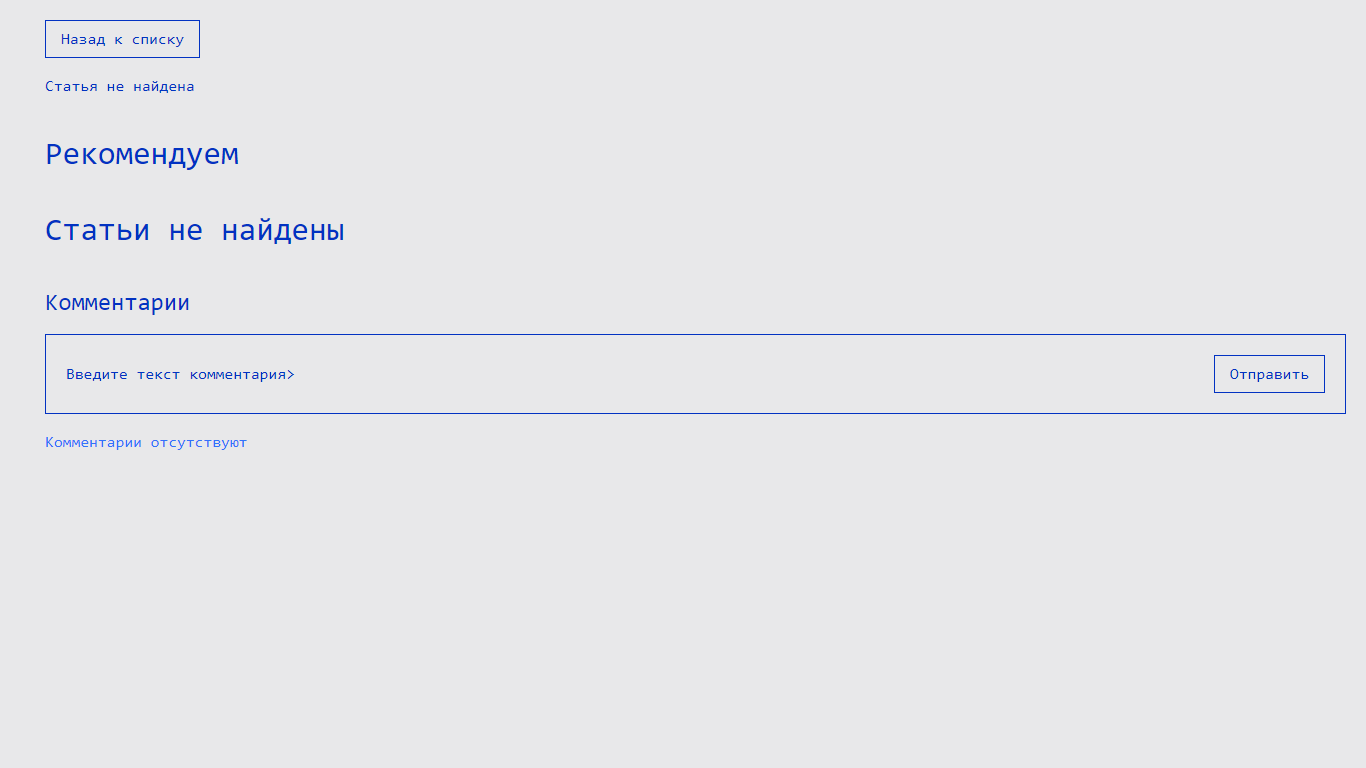 Назад к списку
Статья не найдена
Рекомендуем
Статьи не найдены
Комментарии
Введите текст комментария>
Отправить
Комментарии отсутствуют